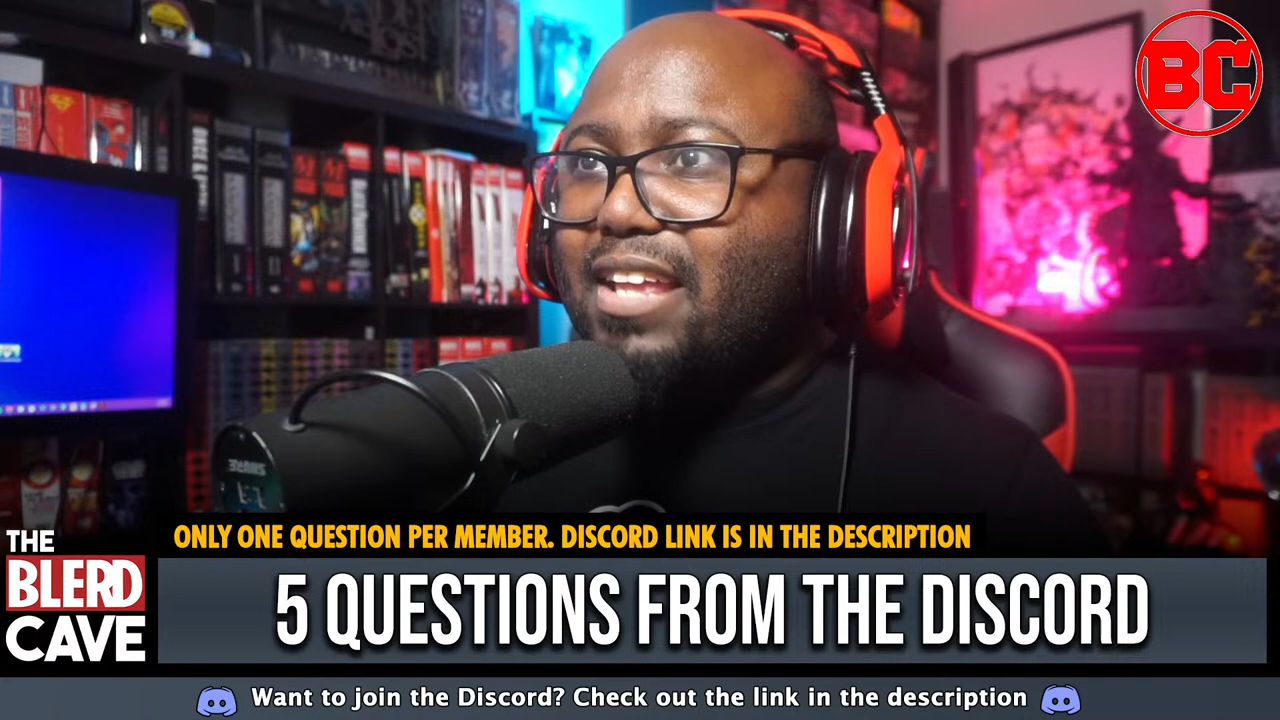 BC
ONLY ONE QUESTION PER MEMBER. DISCORD LINK IS IN THE DESCRIPTION
THE
BLERD
CAVE
5 QUESTIONS FROM THE DISCORD
Want to join the Discord? Check out the link in the description